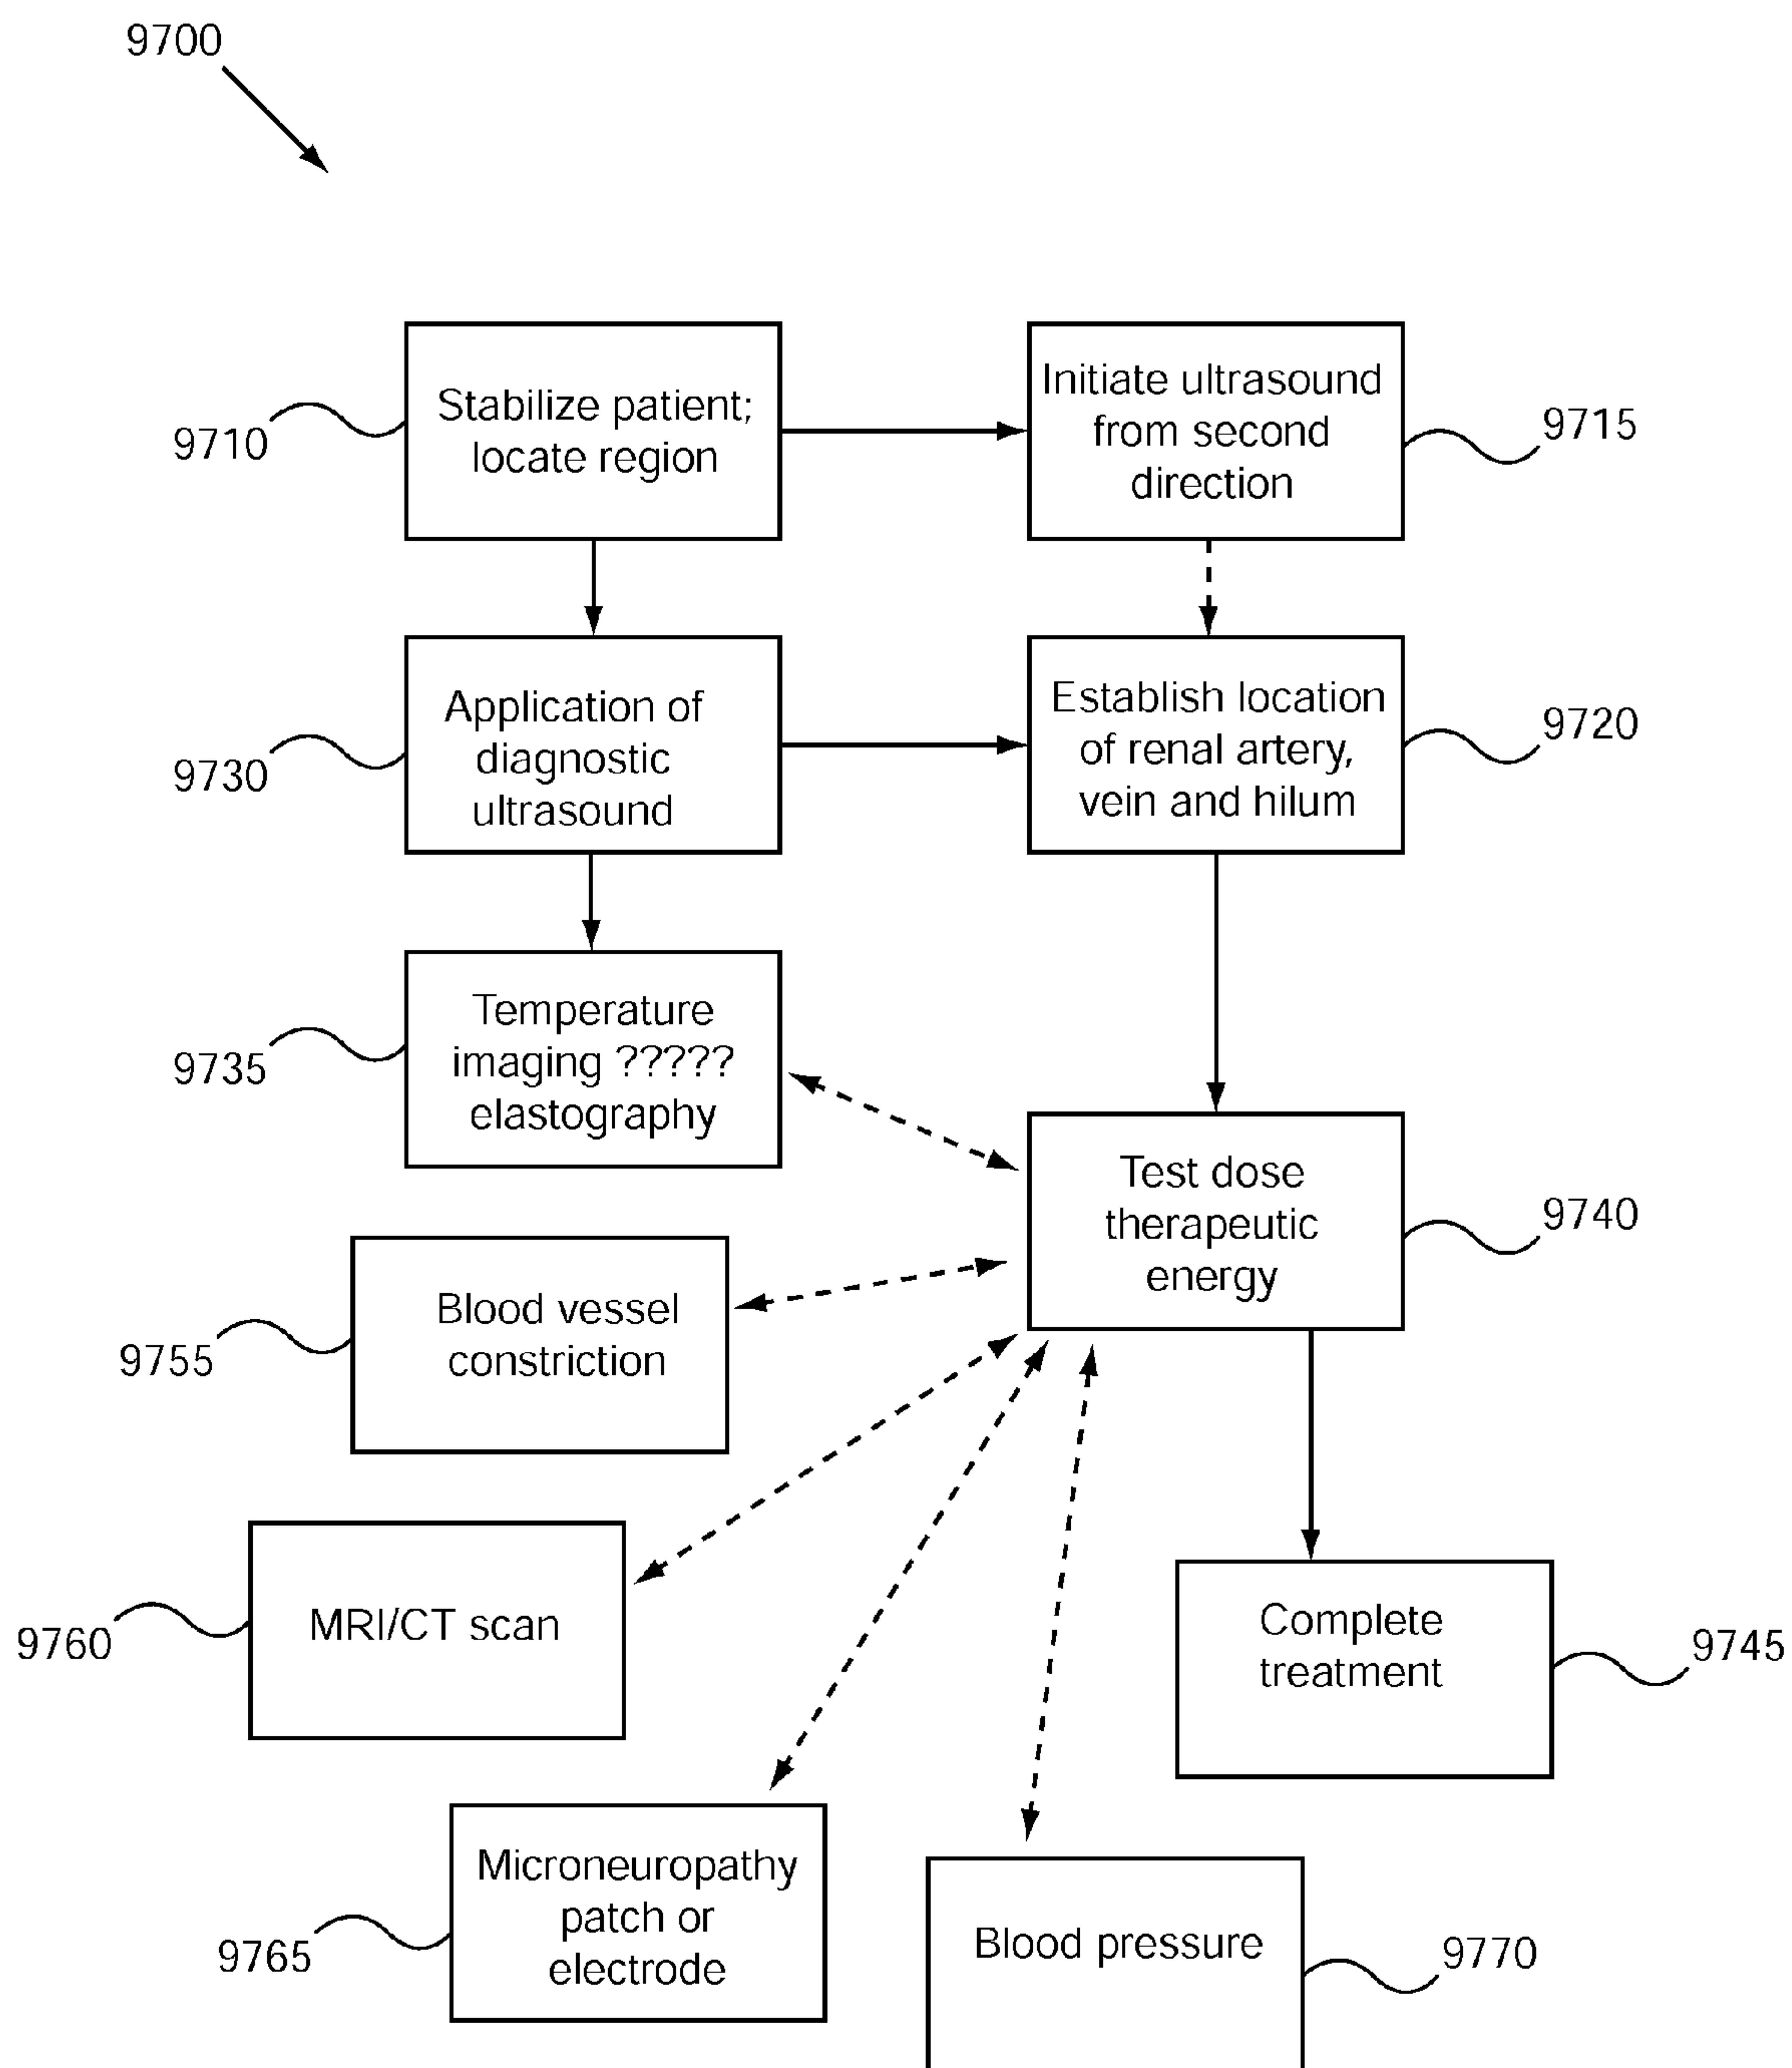 9700
Stabilize patient;
locate region
9710
Initiate ultrasound
from second
direction
9715
Application of
diagnostic
ultrasound
9730
Establish location
of renal artery,
vein and hilum
9720
Temperature
imaging ?????
elastography
9735
Test dose
therapeutic
energy
9740
Blood vessel
constriction
9755
MRI/CT scan
9760
Complete
treatment
9745
Microneuropathy
patch or
electrode
9765
Blood pressure
9770